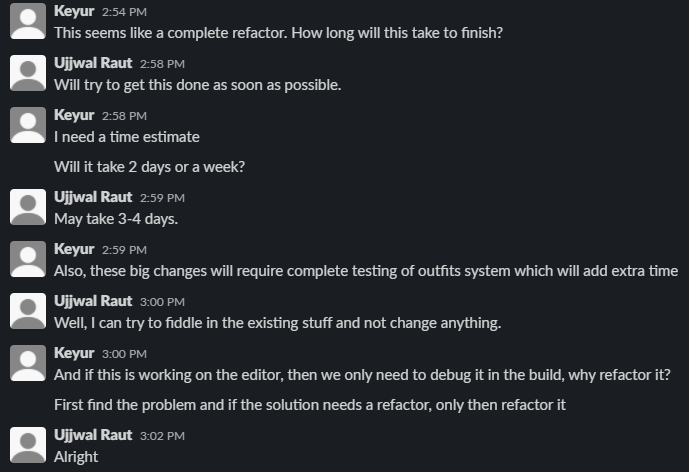 Keyur 2:54 PM
This seems like a complete refactor. How long will this take to finish?
Ujjwal Raut 2:58 PM
Will try to get this done as soon as possible.
Keyur 2:58 PM
I need a time estimate
Will it take 2 days or a week?
Ujjwal Raut 2:59 PM
May take 3-4 days.
Keyur 2:59 PM
Also, these big changes will require complete testing of outfits system which will add extra time
Ujjwal Raut 3:00 PM
Well, I can try to fiddle in the existing stuff and not change anything.
Keyur 3:00 PM
And if this is working on the editor, then we only need to debug it in the build, why refactor it?
First find the problem and if the solution needs a refactor, only then refactor it
Ujjwal Raut 3:02 PM
Alright